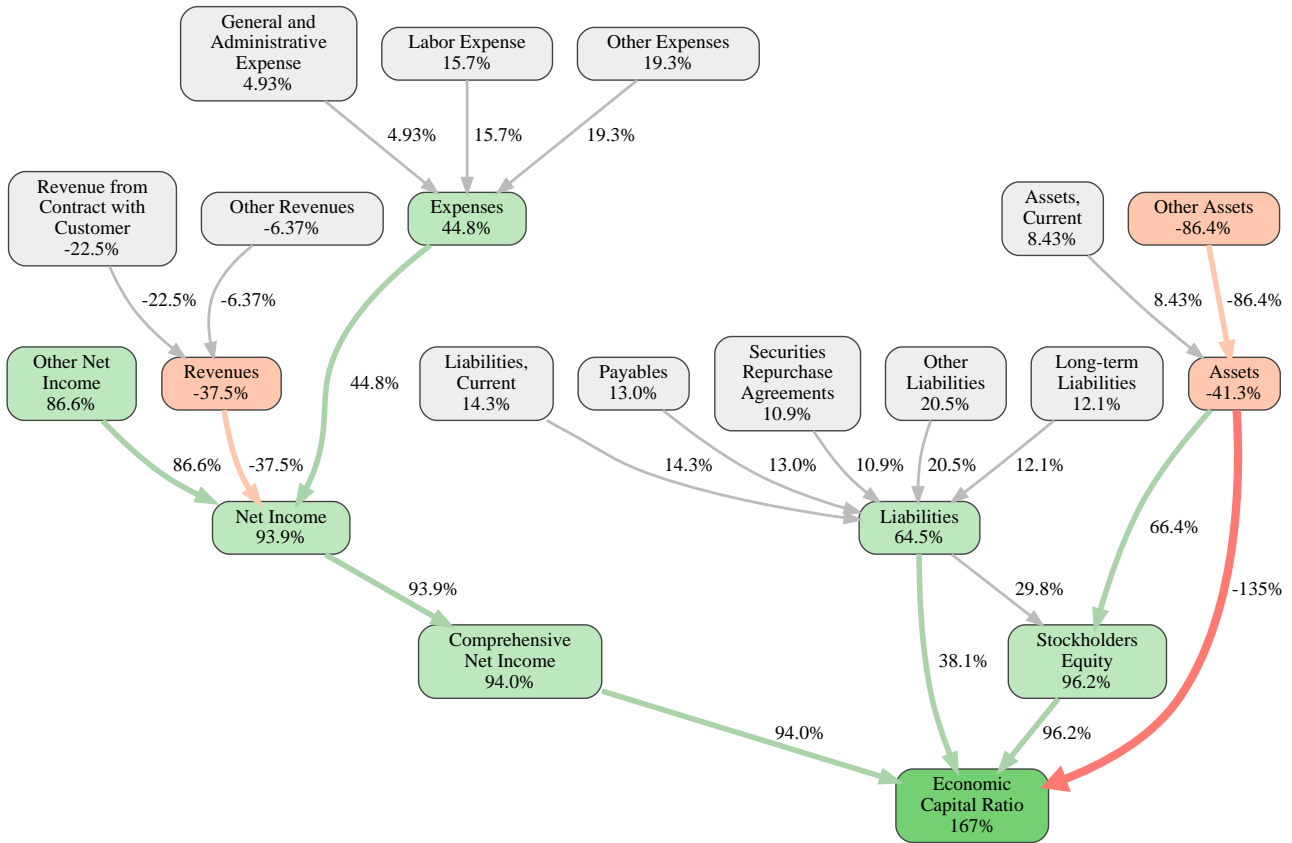 General and
Administrative
Expense
4.93%
Labor Expense
15.7%
Other Expenses
19.3%
4.93%
15.7%
19.3%
Revenue from
Contract with
Customer
-22.5%
Other Revenues
-6.37%
Expenses
44.8%
Assets,
Current
8.43%
Other Assets
-86.4%
-22.5%
-6.37%
8.43%
-86.4%
Other Net
Income
86.6%
Revenues
-37.5%
44.8%
Liabilities,
Current
14.3%
Payables
13.0%
Securities
Repurchase
Agreements
10.9%
Other
Liabilities
20.5%
Long-term
Liabilities
12.1%
Assets
-41.3%
86.6%
-37.5%
14.3%
13.0%
10.9%
20.5%
12.1%
Net Income
93.9%
Liabilities
64.5%
66.4%
93.9%
29.8%
-135%
Comprehensive
Net Income
94.0%
38.1%
Stockholders
Equity
96.2%
94.0%
96.2%
Economic
Capital Ratio
167%